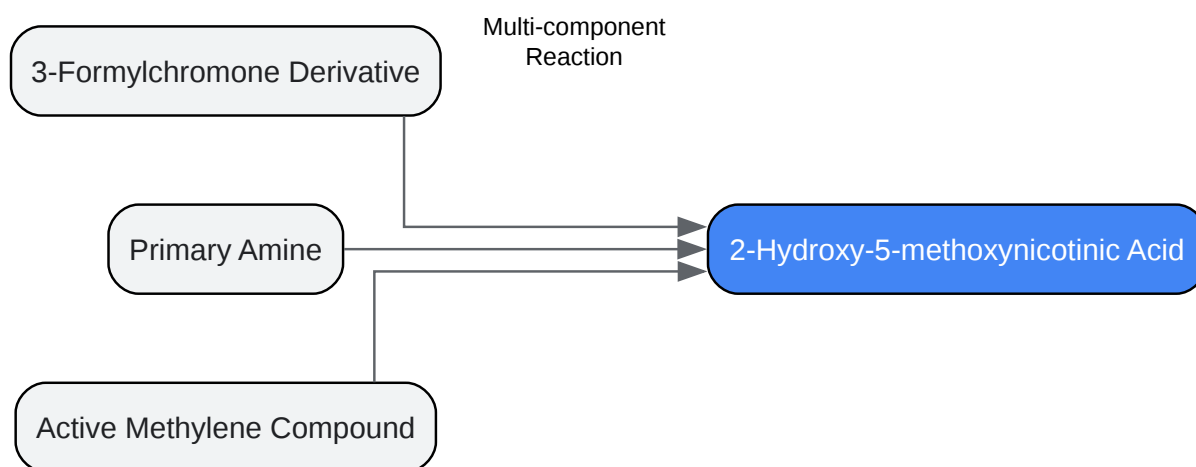 Multi-component
Reaction
3-Formylchromone Derivative
Primary Amine
2-Hydroxy-5-methoxynicotinic Acid
Active Methylene Compound